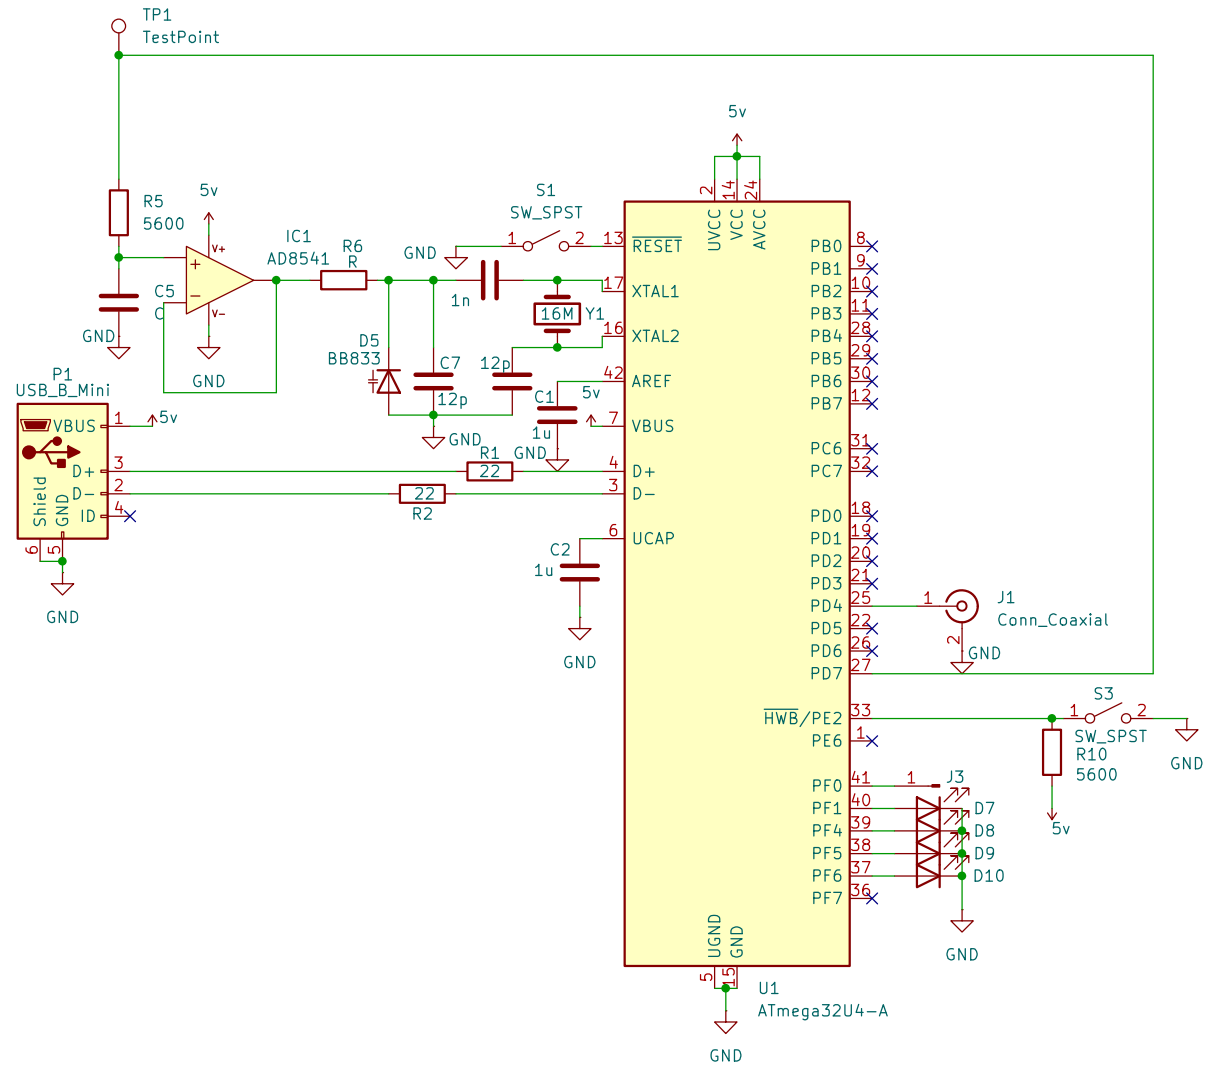 TP1
TestPoint
5v
R5
5600
5v
S1
SW_SPST
IC1
AD8541
R6
R
V+
V-
+
−
GND
1
2
C5
C
GND
GND
1n
16M
Y1
D5
BB833
C7
12p
12p
GND
C1
1u
GND
5v
P1
USB_B_Mini
VBUS
1
5v
D+
3
D-
2
ID
4
Shield
GND
6
5
GND
R1
22
22
R2
C2
1u
GND
2
14
24
UVCC
VCC
AVCC
13
RESET
17
XTAL1
16
XTAL2
42
AREF
7
VBUS
4
D+
3
D-
6
UCAP
PB0
8
PB1
9
PB2
10
PB3
11
PB4
28
PB5
29
PB6
30
PB7
12
PC6
31
PC7
32
PD0
18
PD1
19
PD2
20
PD3
21
PD4
25
PD5
22
PD6
26
PD7
27
HWB/PE2
33
PE6
1
PF0
41
PF1
40
PF4
39
PF5
38
PF6
37
PF7
36
UGND
GND
5
15
U1
ATmega32U4-A
GND
1
J1
Conn_Coaxial
2
GND
S3
1
2
SW_SPST
R10
5600
GND
5v
1
J3
D7
D8
D9
D10
GND